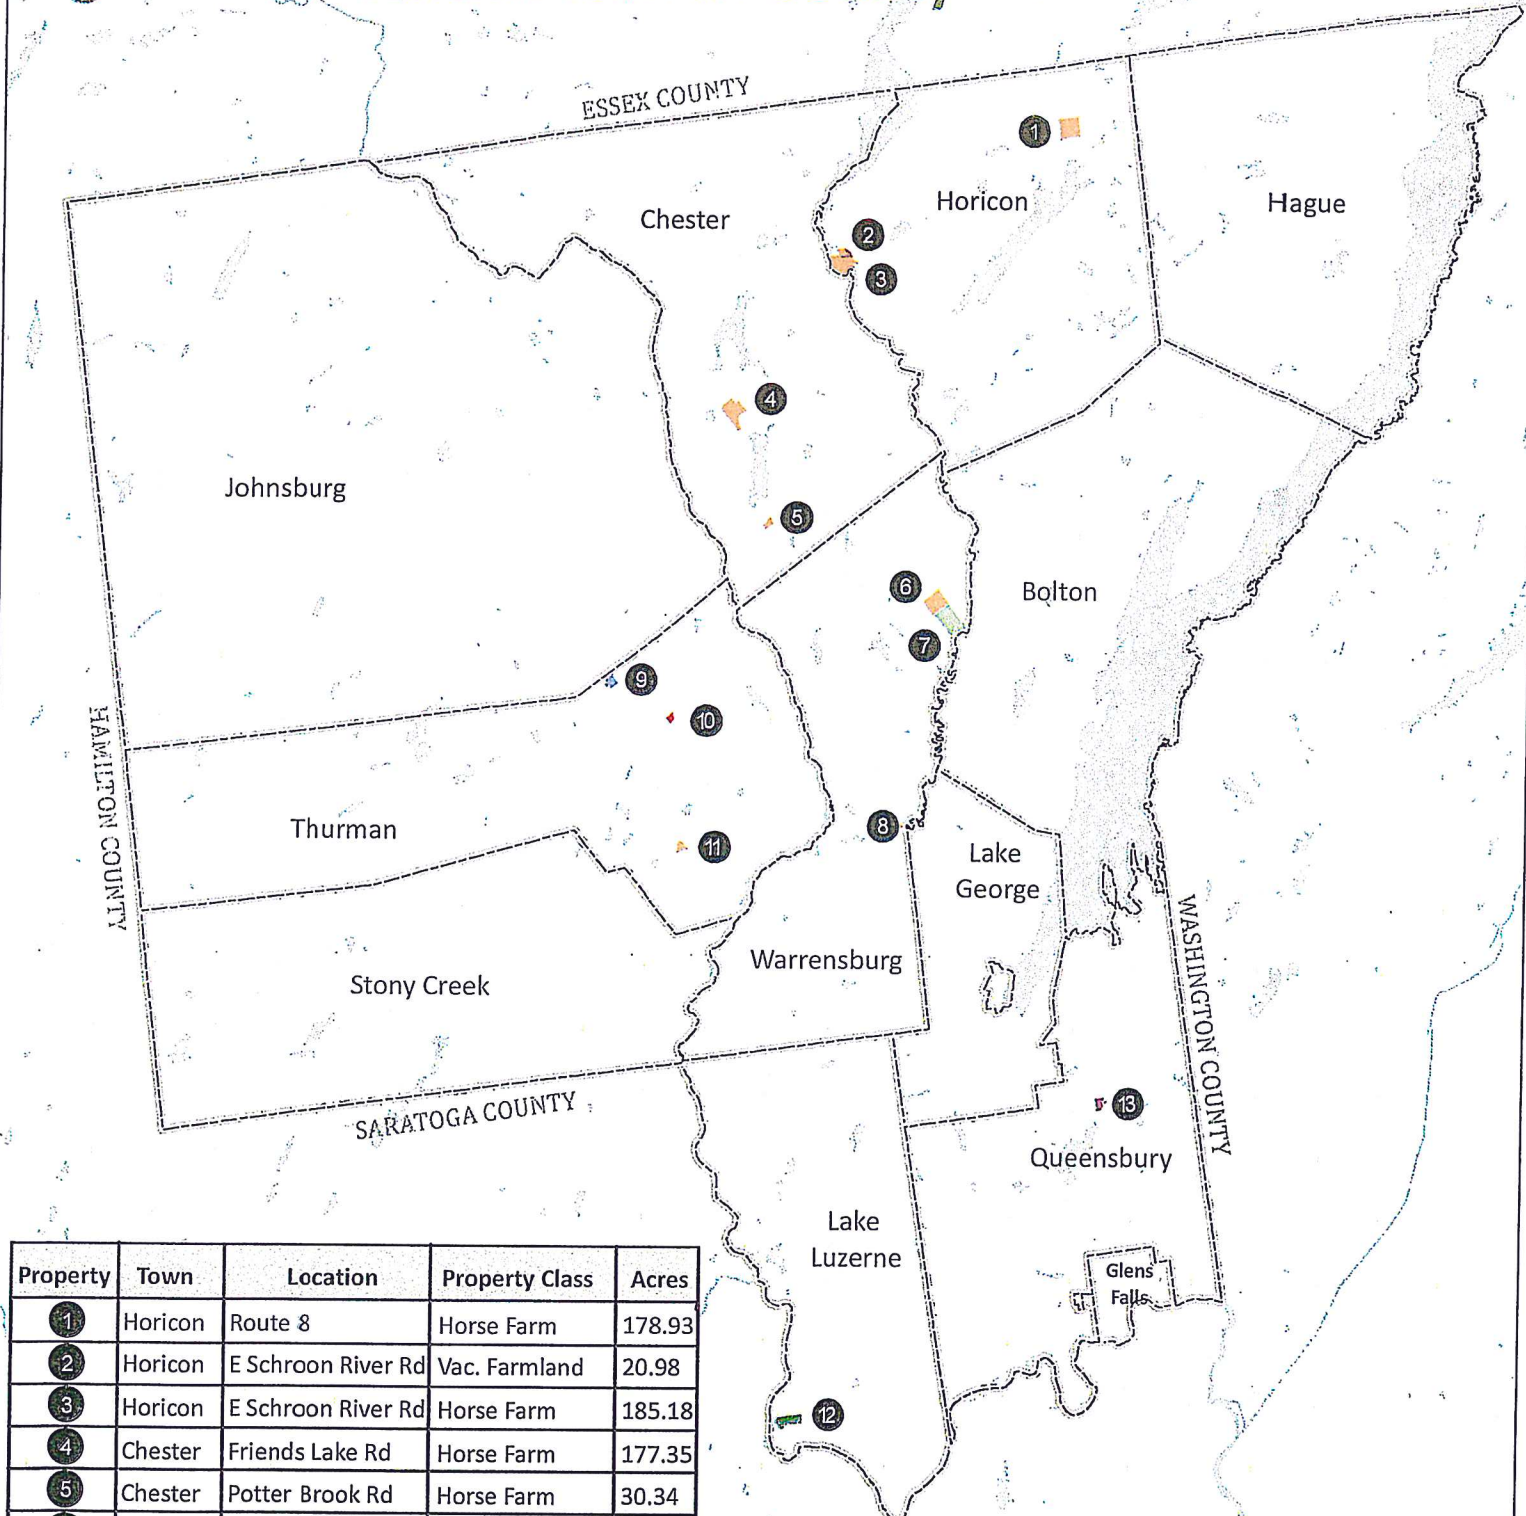 ESSEX COUNTY
1
Horicon
Hague
Chester
2
3
4
Johnsburg
5
6
Bolton
7
9
10
HAMILTON COUNTY
Thurman
11
8
Lake
George
Warrensburg
Stony Creek
WASHINGTON COUNTY
SARATOGA COUNTY
13
Queensbury
Lake
Luzerne
Glens
Falls
12
Property Town Location Property Class Acres
1 Horicon Route 8 Horse Farm 178.93
2 Horicon E Schroon River Rd Vac. Farmland 20.98
3 Horicon E Schroon River Rd Horse Farm 185.18
4 Chester Friends Lake Rd Horse Farm 177.35
5 Chester Potter Brook Rd Horse Farm 30.34